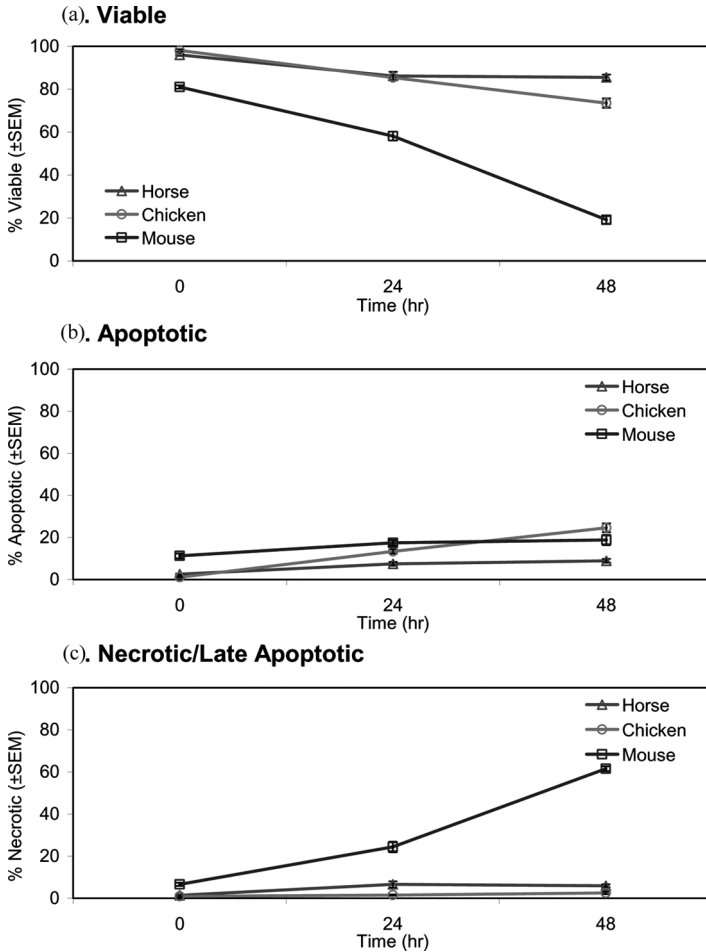 (a). Viable
100
80
60
40
20
0
% Viable (±SEM)
Horse
Chicken
Mouse
0 24 48
Time (hr)
(b). Apoptotic
100
80
60
40
20
0
% Apoptotic (±SEM)
Horse
Chicken
Mouse
0 24 48
Time (hr)
(c). Necrotic/Late Apoptotic
100
80
60
40
20
0
% Necrotic (±SEM)
Horse
Chicken
Mouse
0 24 48
Time (hr)